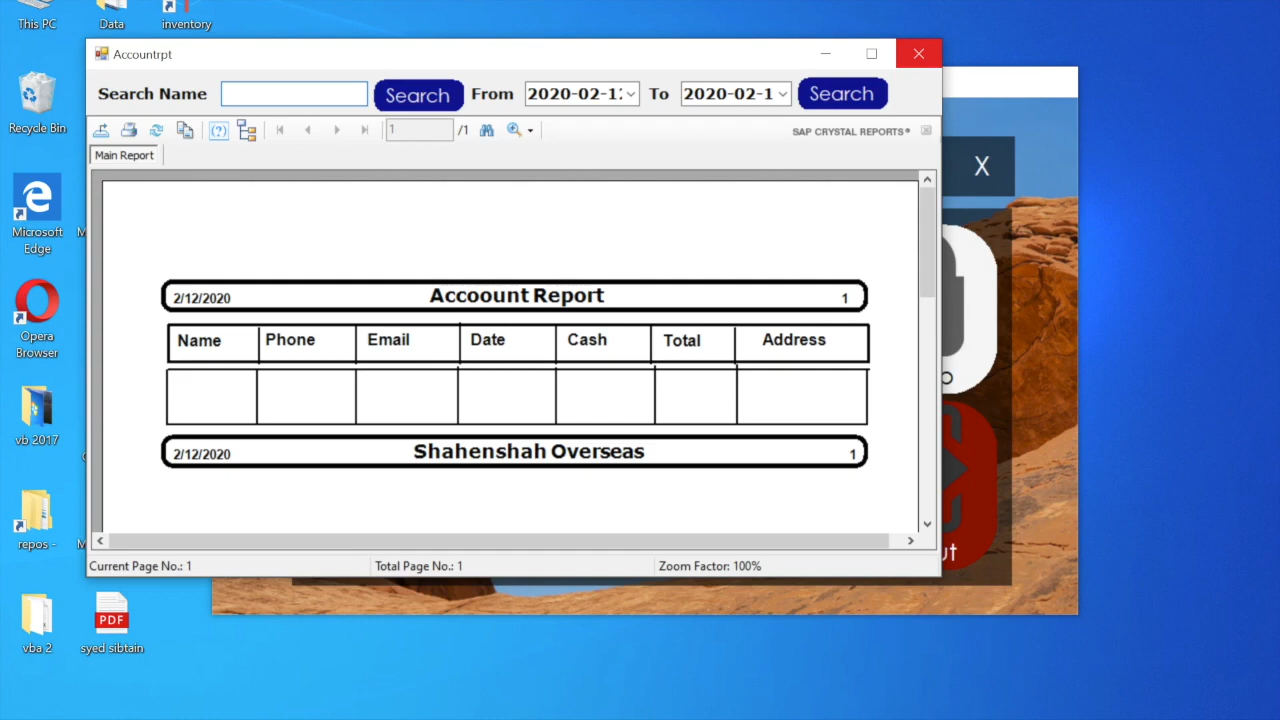 This PC
Data
inventory
Accountrpt
Search Name
Search
From
2020-02-1
To
2020-02-1
Search
1
/1
SAP CRYSTAL REPORTS®
Main Report
Recycle Bin
X
Microsoft
Edge
M
2/12/2020
Accoount Report
1
Name
Phone
Email
Date
Cash
Total
Address
Opera
Browser
2/12/2020
Shahenshah Overseas
1
vb 2017
repos -
M
ut
Current Page No.: 1
Total Page No.: 1
Zoom Factor: 100%
vba 2
PDF
syed sibtain